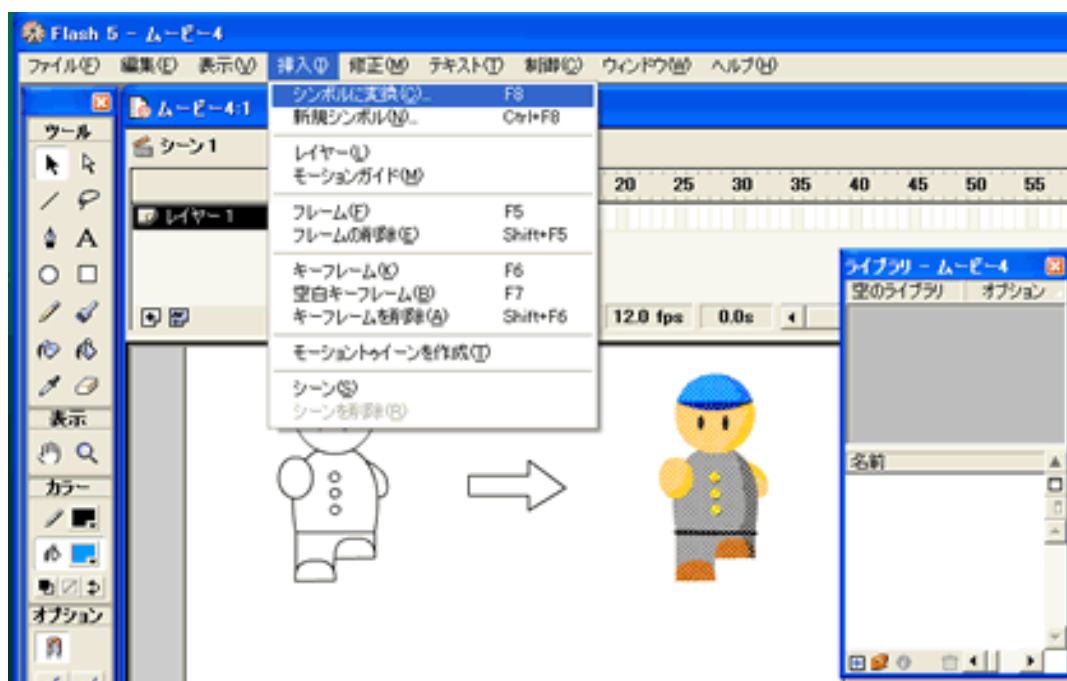 Flash 5 - ムービー4
ファイル(F) 編集(E) 表示(V) 挿入(I) 修正(M) テキスト(T) 制御(C) ウィンドウ(W) ヘルプ(H)
ムービー4:1
シーン1
シンボルに変換(C)... F8
新規シンボル(N)... Ctrl+F8
レイヤー(L)
モーションガイド(M)
フレーム(F) F5
フレームの削除(E) Shift+F5
キーフレーム(K) F6
空白キーフレーム(B) F7
キーフレームを削除(A) Shift+F6
モーショントゥイーンを作成(T)
シーン(S)
シーンを削除(R)
20 25 30 35 40 45 50 55
レイヤー 1
12.0 fps 0.0s
ツール
A
表示
カラー
オプション
ライブラリ - ムービー4
空のライブラリ オプション
名前